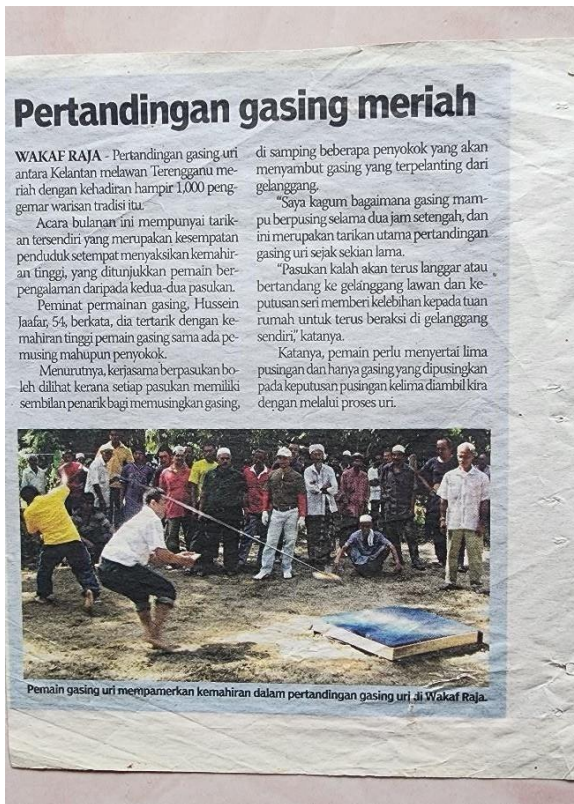 Pertandingan gasing meriah
WAKAF RAJA - Pertandingan gasing uri
antara Kelantan melawan Terengganu me-
riah dengan kehadiran hampir 1,000 peng-
gemar warisan tradisi itu.
Acara bulanan ini mempunyai tarik-
an tersendiri yang merupakan kesempatan
penduduk setempat menyaksikan kemahir-
an tinggi, yang ditunjukkan pemain ber-
pengalaman daripada kedua-dua pasukan.
Peminat permainan gasing, Hussein
Jaafar, 54, berkata, dia tertarik dengan ke-
mahiran tinggi pemain gasing sama ada pe-
musing mahupun penyokok.
Menurutnya, kerjasama berpasukan bo-
leh dilihat kerana setiap pasukan memiliki
sembilan penarik bagi memusingkan gasing,
di samping beberapa penyokok yang akan
menyambut gasing yang terpelanting dari
gelanggang.
"Saya kagum bagaimana gasing mam-
pu berpusing selama dua jam setengah, dan
ini merupakan tarikan utama pertandingan
gasing uri sejak sekian lama.
"Pasukan kalah akan terus langgar atau
bertandang ke gelanggang lawan dan ke-
putusan seri memberi kelebihan kepada tuan
rumah untuk terus beraksi di gelanggang
sendiri," katanya.
Katanya, pemain perlu menyertai lima
pusingan dan hanya gasing yang dipusingkan
pada keputusan pusingan kelima diambil kira
dengan melalui proses uri.
Pemain gasing uri mempamerkan kemahiran dalam pertandingan gasing uri di Wakaf Raja.